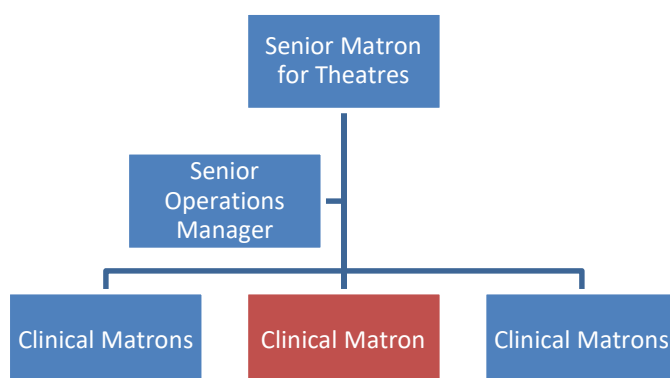 Senior Matron
for Theatres
Senior
Operations
Manager
Clinical Matrons
Clinical Matron
Clinical Matrons